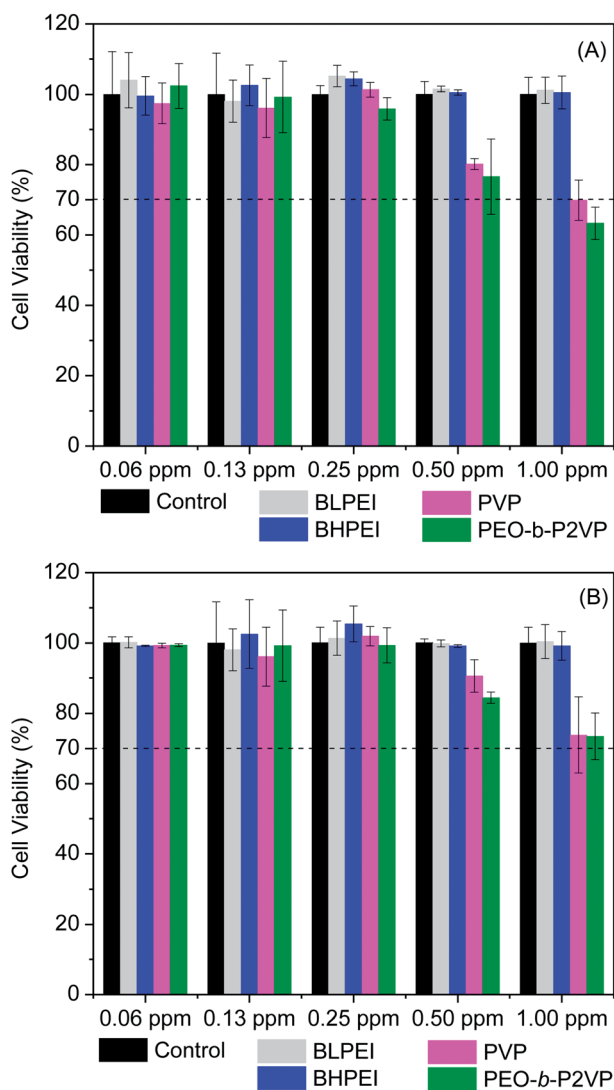 (A)
Cell Viability (%)
120
100
80
70
60
40
20
0
0.06 ppm 0.13 ppm 0.25 ppm 0.50 ppm 1.00 ppm
Control BLPEI PVP
BHPEI PEO-b-P2VP
(B)
Cell Viability (%)
120
100
80
70
60
40
20
0
0.06 ppm 0.13 ppm 0.25 ppm 0.50 ppm 1.00 ppm
Control BLPEI PVP
BHPEI PEO-b-P2VP